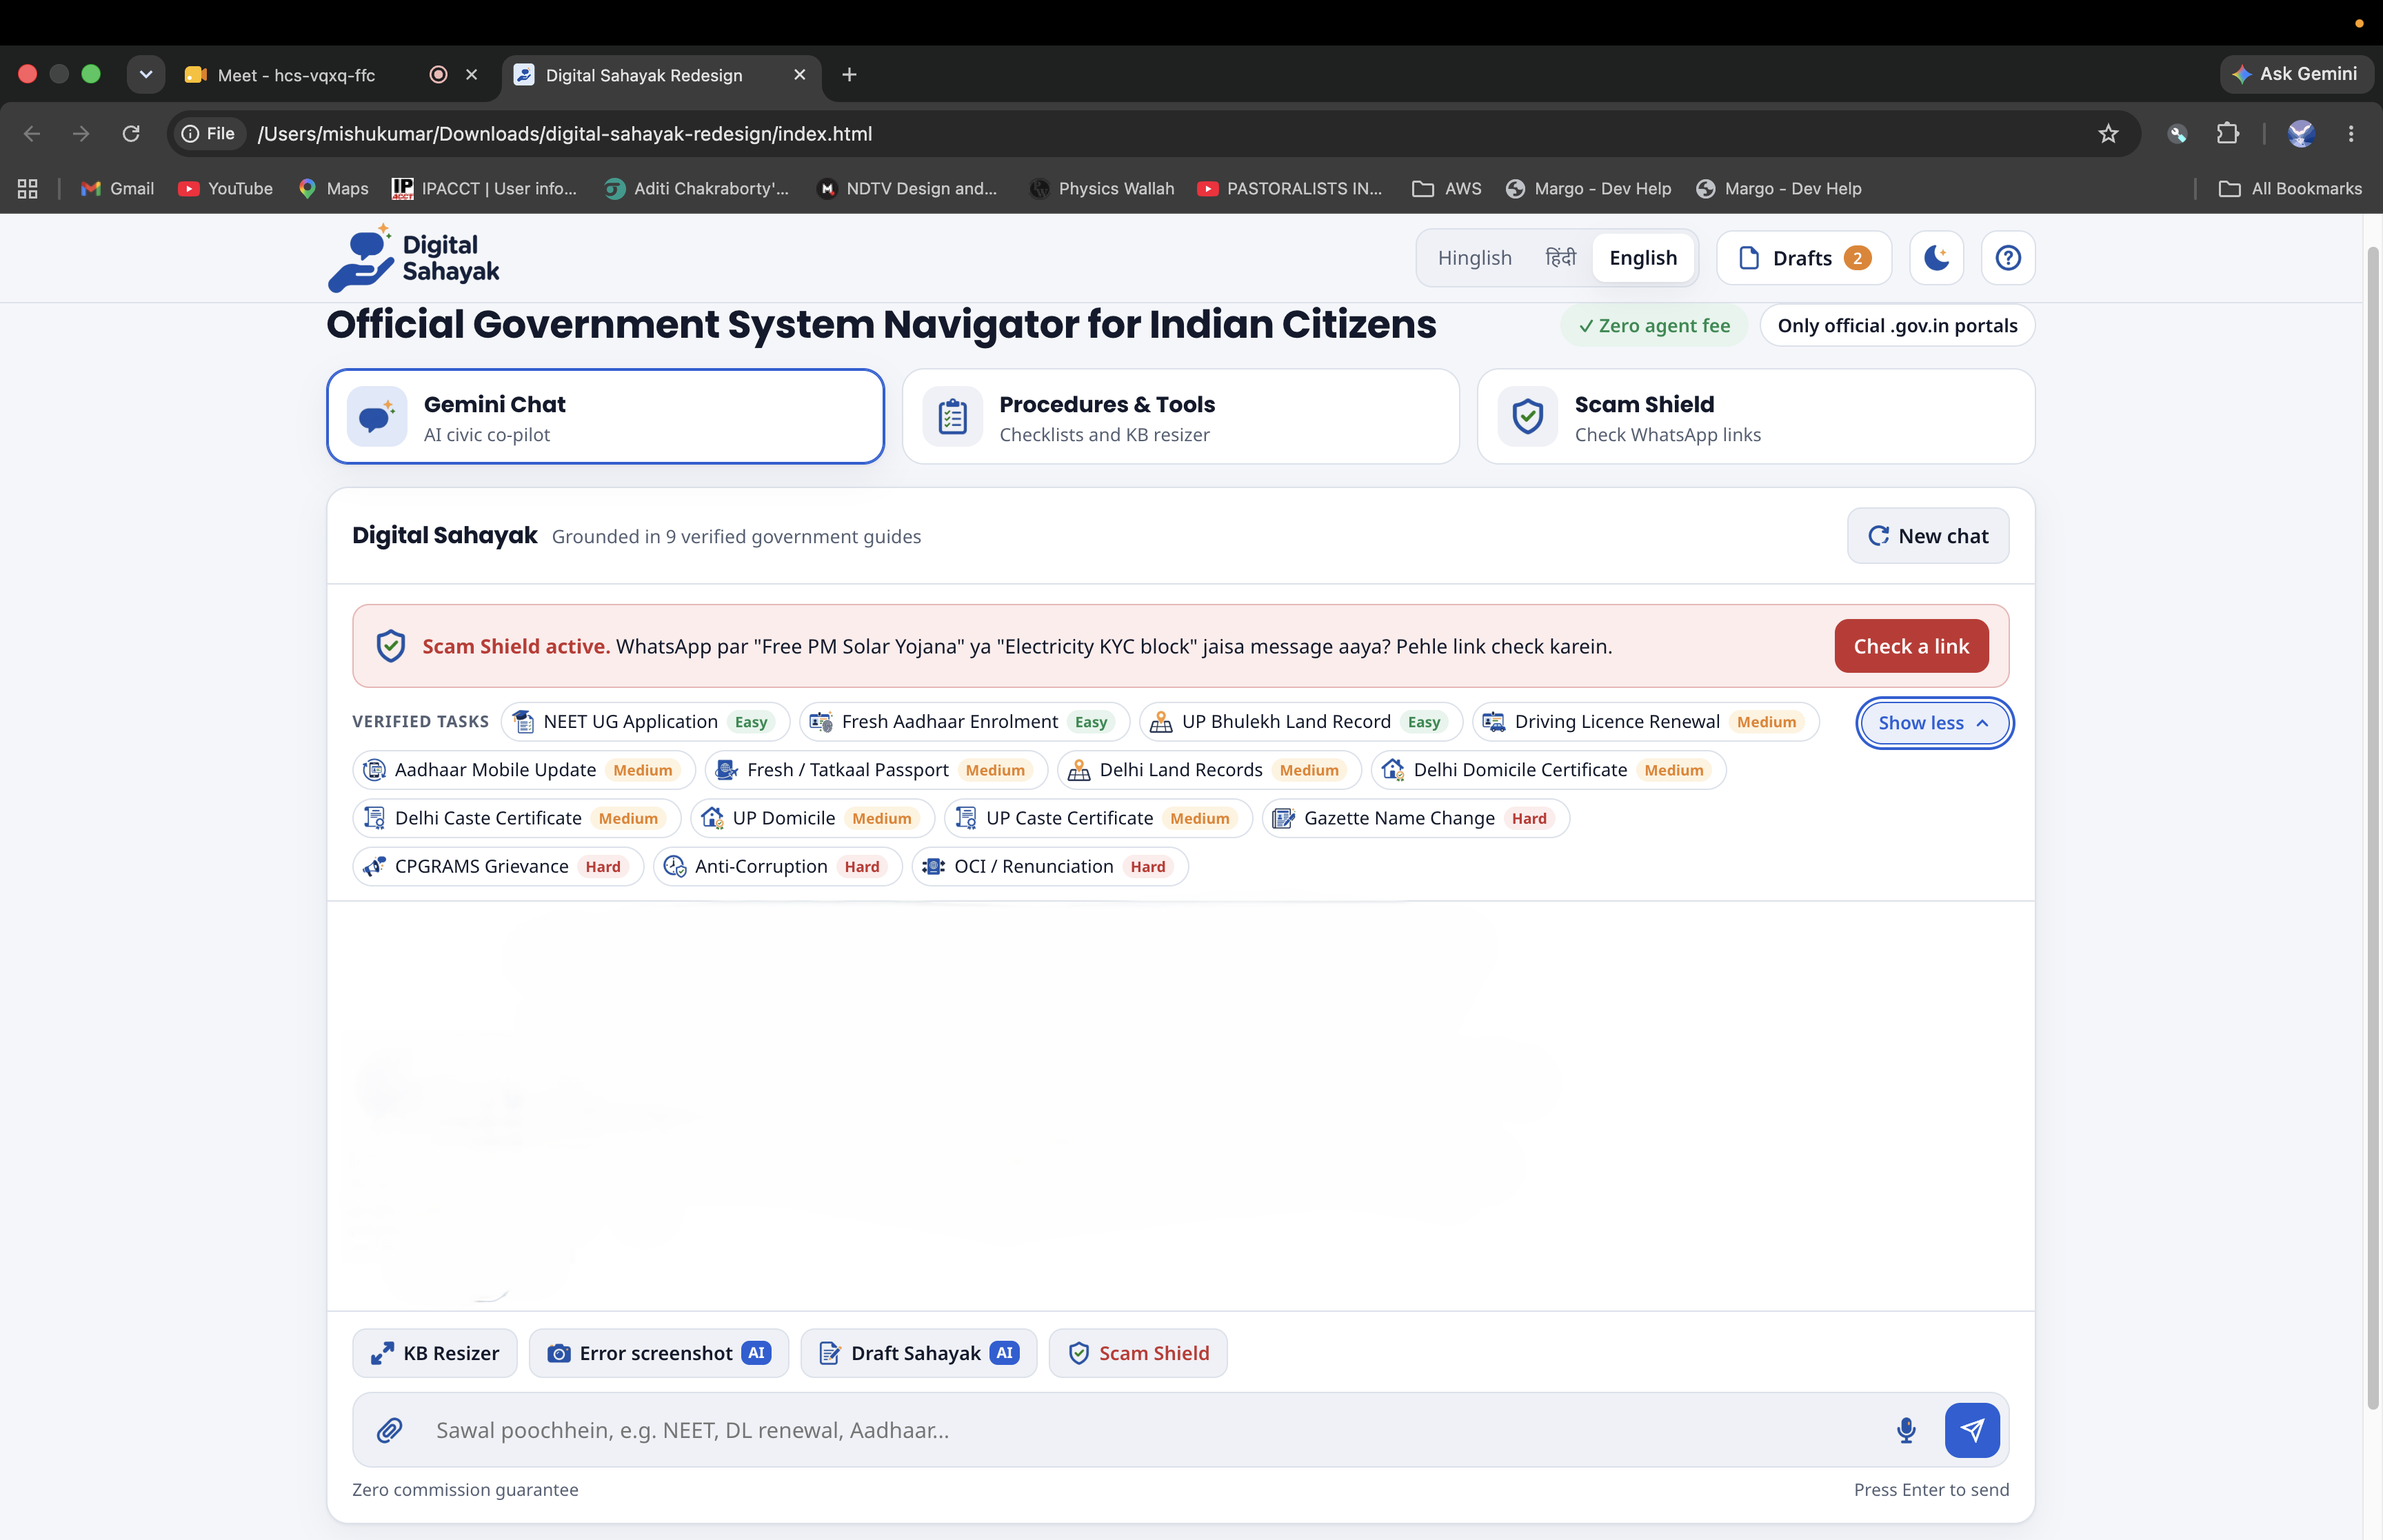 Meet - hcs-vqxq-ffc
Digital Sahayak Redesign
Ask Gemini
File /Users/mishukumar/Downloads/digital-sahayak-redesign/index.html
Gmail YouTube Maps IPACCT | User info... Aditi Chakraborty'... NDTV Design and... Physics Wallah PASTORALISTS IN... AWS Margo - Dev Help Margo - Dev Help All Bookmarks
Digital
Sahayak
Hinglish हिंदी English Drafts 2
Official Government System Navigator for Indian Citizens
✓ Zero agent fee
Only official .gov.in portals
Gemini Chat
AI civic co-pilot
Procedures & Tools
Checklists and KB resizer
Scam Shield
Check WhatsApp links
Digital Sahayak Grounded in 9 verified government guides
New chat
Scam Shield active. WhatsApp par "Free PM Solar Yojana" ya "Electricity KYC block" jaisa message aaya? Pehle link check karein.
Check a link
VERIFIED TASKS NEET UG Application Easy Fresh Aadhaar Enrolment Easy UP Bhulekh Land Record Easy Driving Licence Renewal Medium Show less
Aadhaar Mobile Update Medium Fresh / Tatkaal Passport Medium Delhi Land Records Medium Delhi Domicile Certificate Medium
Delhi Caste Certificate Medium UP Domicile Medium UP Caste Certificate Medium Gazette Name Change Hard
CPGRAMS Grievance Hard Anti-Corruption Hard OCI / Renunciation Hard
KB Resizer Error screenshot AI Draft Sahayak AI Scam Shield
Sawal poochhein, e.g. NEET, DL renewal, Aadhaar...
Zero commission guarantee
Press Enter to send